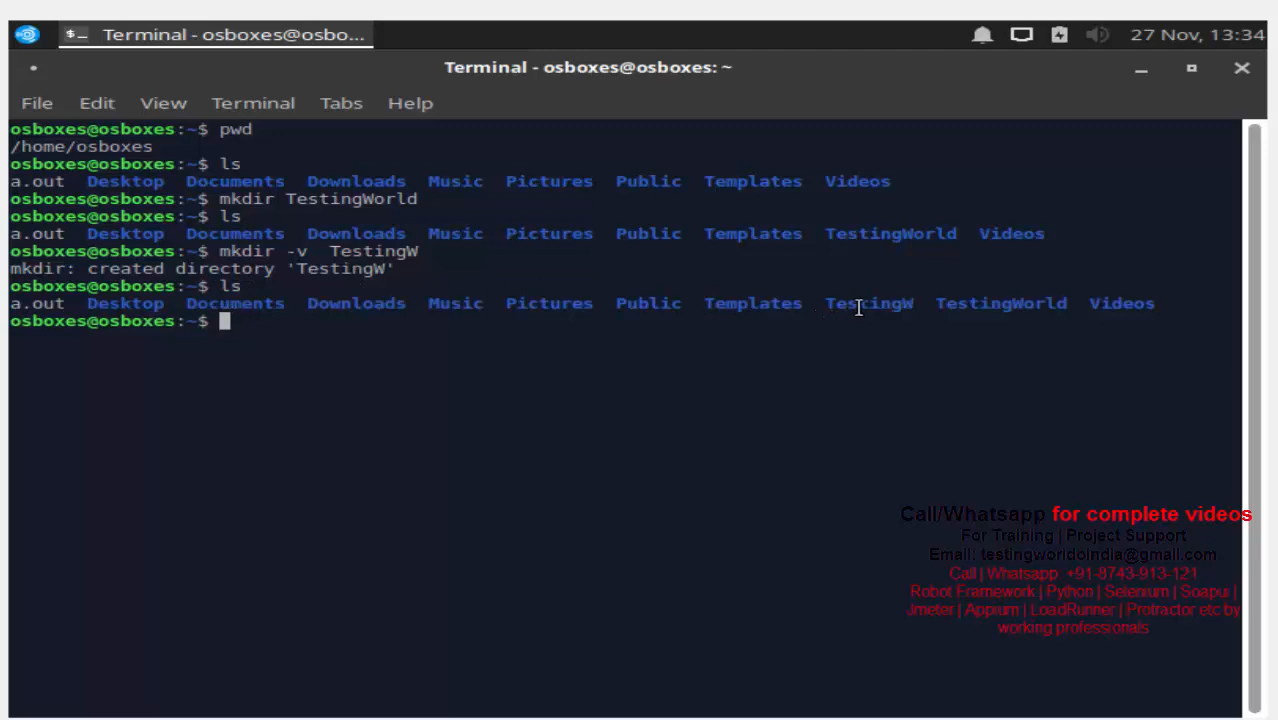 Terminal - osboxes@osbo...
27 Nov, 13:34
Terminal - osboxes@osboxes: ~
File Edit View Terminal Tabs Help
osboxes@osboxes:~$ pwd
/home/osboxes
osboxes@osboxes:~$ ls
a.out Desktop Documents Downloads Music Pictures Public Templates Videos
osboxes@osboxes:~$ mkdir TestingWorld
osboxes@osboxes:~$ ls
a.out Desktop Documents Downloads Music Pictures Public Templates TestingWorld Videos
osboxes@osboxes:~$ mkdir -v  TestingW
mkdir: created directory 'TestingW'
osboxes@osboxes:~$ ls
a.out Desktop Documents Downloads Music Pictures Public Templates TestingW TestingWorld Videos
osboxes@osboxes:~$
Call/Whatsapp for complete videos
For Training | Project Support
Email: testingworldoindia@gmail.com
Call | Whatsapp: +91-8743-913-121
Robot Framework | Python | Selenium | Soapui |
Jmeter | Appium | LoadRunner | Protractor etc by
working professionals